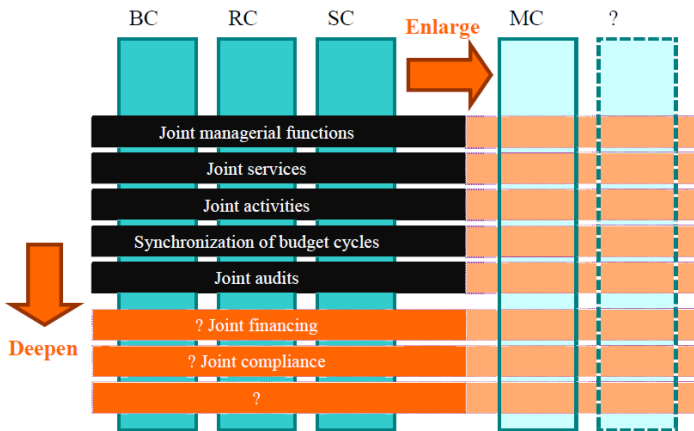 BC RC SC MC ?
Enlarge
Joint managerial functions
Joint services
Joint activities
Synchronization of budget cycles
Joint audits
? Joint financing
Deepen
? Joint compliance
?